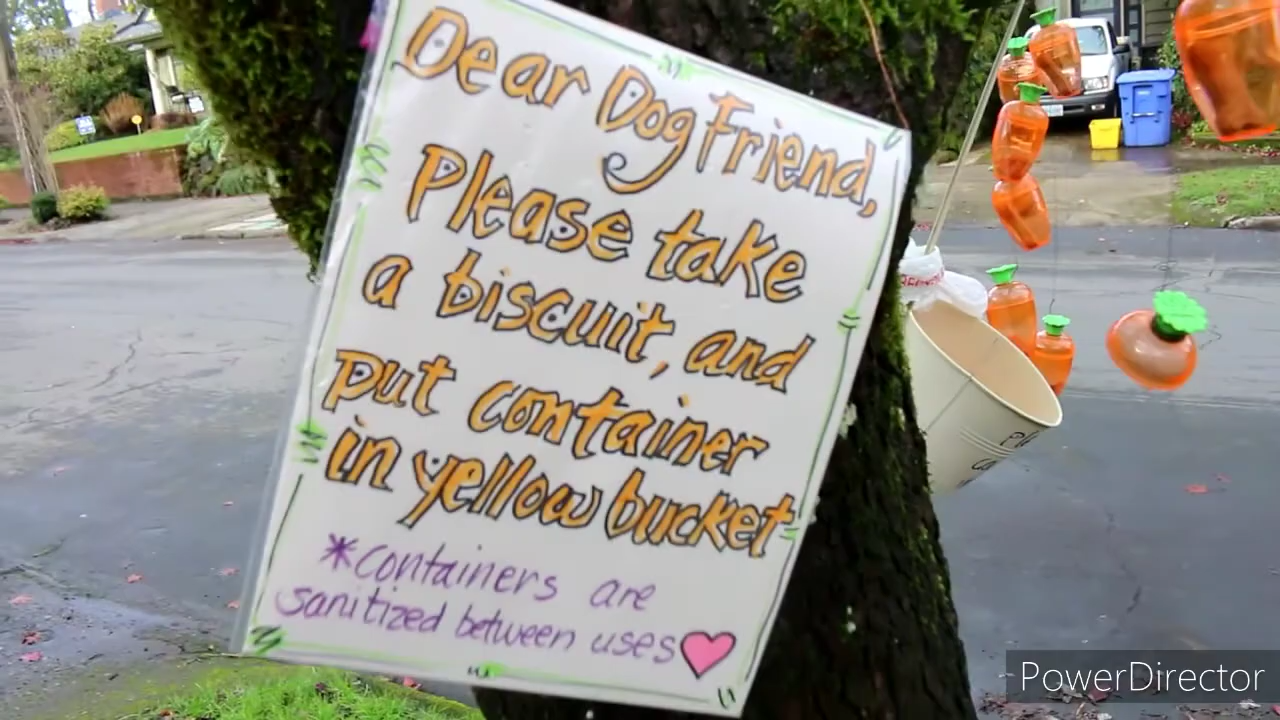 Dear Dog Friend,
Please take
a biscuit, and
put container
in yellow bucket
*Containers are
sanitized between uses
PowerDirector